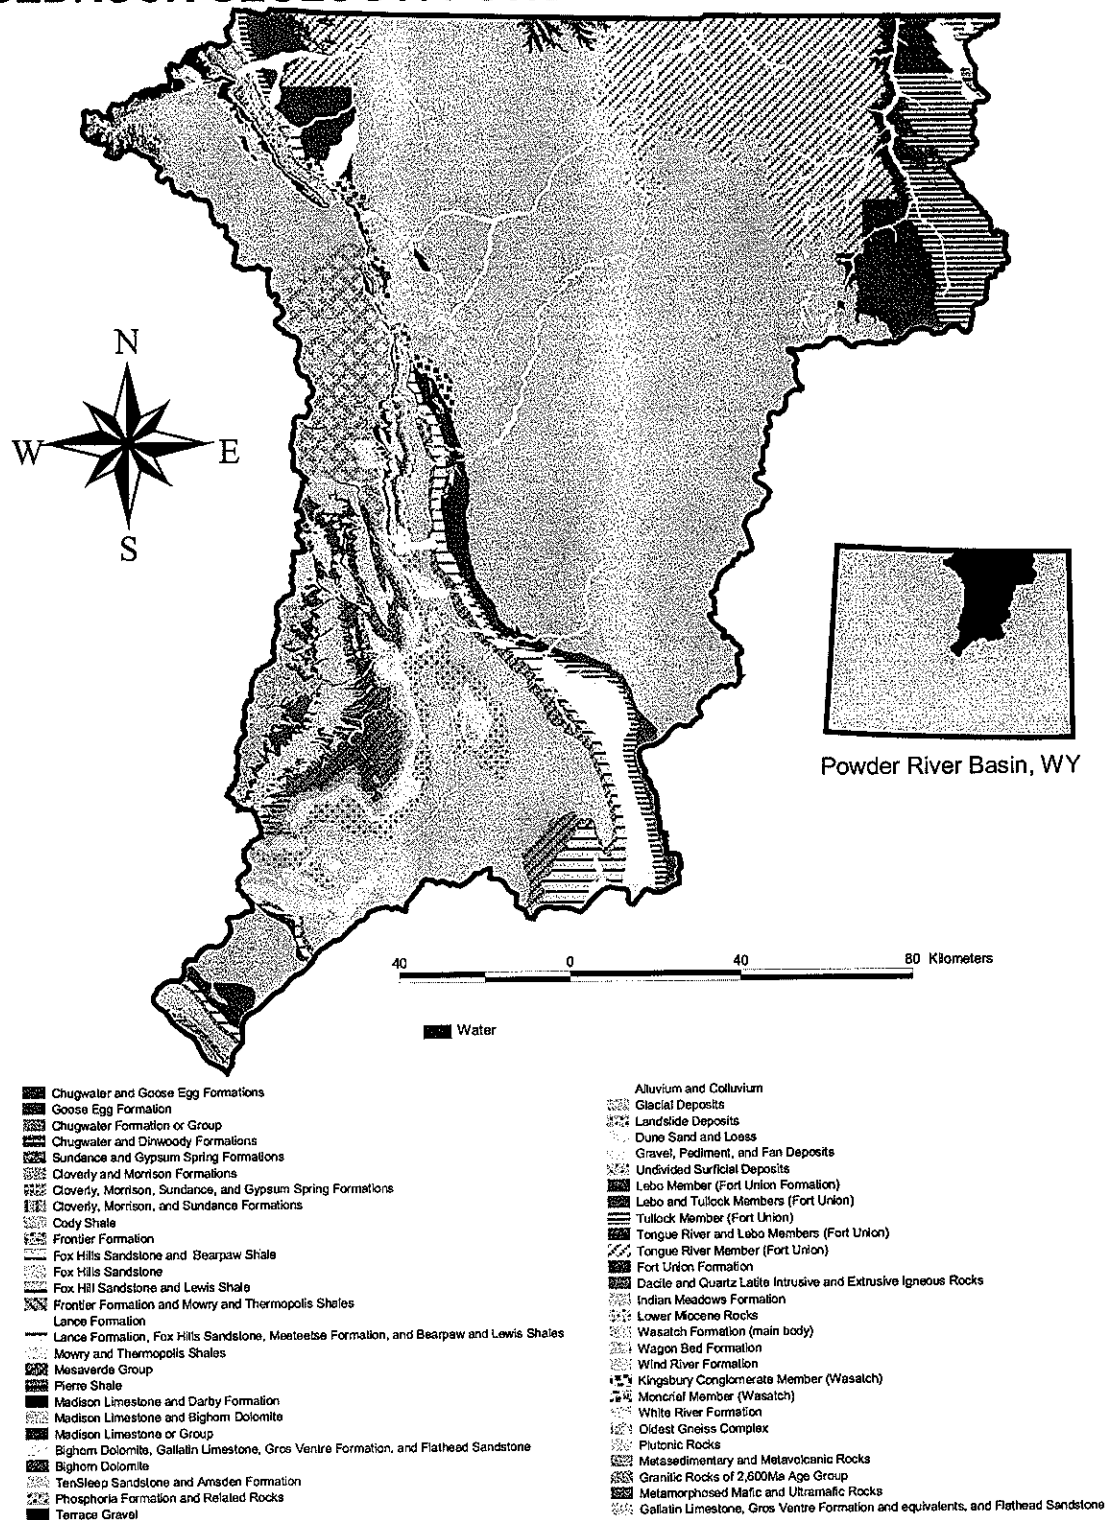 N
W
E
S
Powder River Basin, WY
40 0 40 80 Kilometers
Water
Chugwater and Goose Egg Formations
Goose Egg Formation
Chugwater Formation or Group
Chugwater and Dinwoody Formations
Sundance and Gypsum Spring Formations
Cloverly and Morrison Formations
Cloverly, Morrison, Sundance, and Gypsum Spring Formations
Cloverly, Morrison, and Sundance Formations
Cody Shale
Frontier Formation
Fox Hills Sandstone and Bearpaw Shale
Fox Hills Sandstone
Fox Hill Sandstone and Lewis Shale
Frontier Formation and Mowry and Thermopolis Shales
Lance Formation
Lance Formation, Fox Hills Sandstone, Meeteetse Formation, and Bearpaw and Lewis Shales
Mowry and Thermopolis Shales
Mesaverde Group
Pierre Shale
Madison Limestone and Darby Formation
Madison Limestone and Bighorn Dolomite
Madison Limestone or Group
Bighorn Dolomite, Gallatin Limestone, Gros Ventre Formation, and Flathead Sandstone
Bighorn Dolomite
TenSleep Sandstone and Amsden Formation
Phosphoria Formation and Related Rocks
Terrace Gravel
Alluvium and Colluvium
Glacial Deposits
Landslide Deposits
Dune Sand and Loess
Gravel, Pediment, and Fan Deposits
Undivided Surficial Deposits
Lebo Member (Fort Union Formation)
Lebo and Tullock Members (Fort Union)
Tullock Member (Fort Union)
Tongue River and Lebo Members (Fort Union)
Tongue River Member (Fort Union)
Fort Union Formation
Dacite and Quartz Latite Intrusive and Extrusive Igneous Rocks
Indian Meadows Formation
Lower Miocene Rocks
Wasatch Formation (main body)
Wagon Bed Formation
Wind River Formation
Kingsbury Conglomerate Member (Wasatch)
Moncrief Member (Wasatch)
White River Formation
Oldest Gneiss Complex
Plutonic Rocks
Metasedimentary and Metavolcanic Rocks
Granitic Rocks of 2,600Ma Age Group
Metamorphosed Mafic and Ultramafic Rocks
Gallatin Limestone, Gros Ventre Formation and equivalents, and Flathead Sandstone